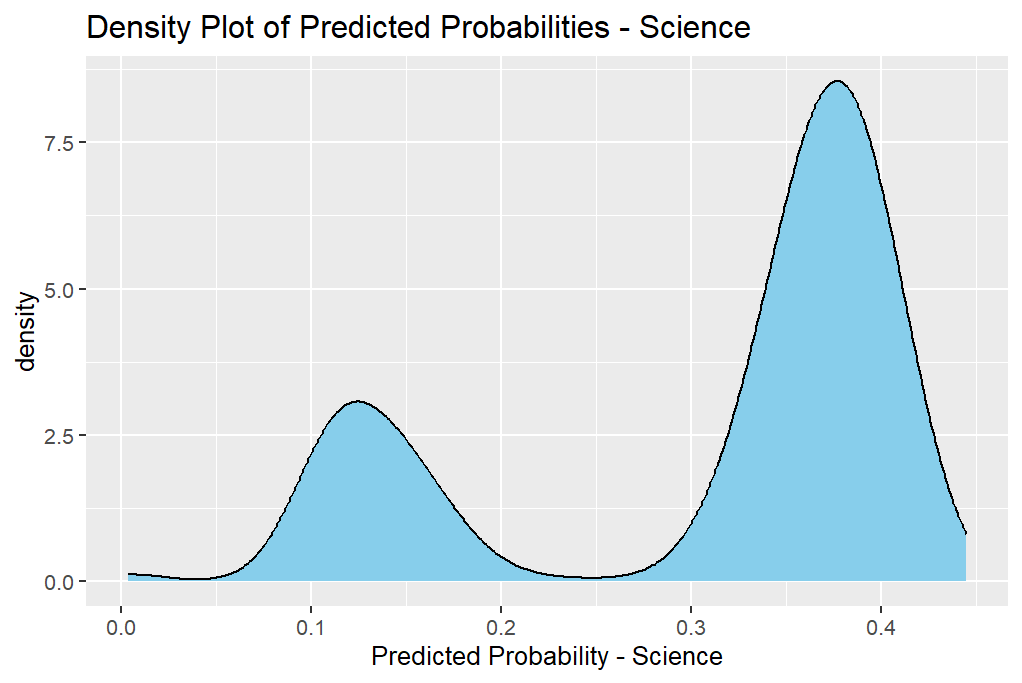 Density Plot of Predicted Probabilities - Science
7.5
5.0
2.5
0.0
density
0.0 0.1 0.2 0.3 0.4
Predicted Probability - Science